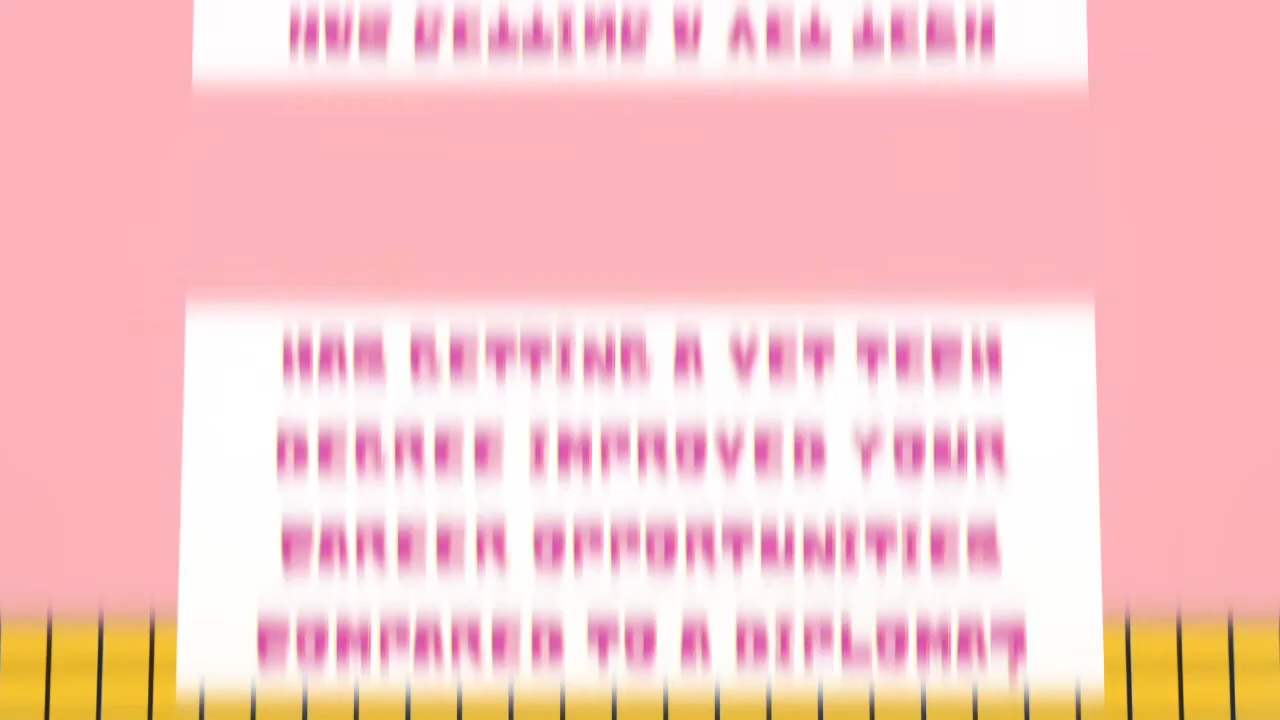 HAS GETTING A VET TECH
DEGREE IMPROVED YOUR
CAREER OPPORTUNITIES
COMPARED TO A DIPLOMA?